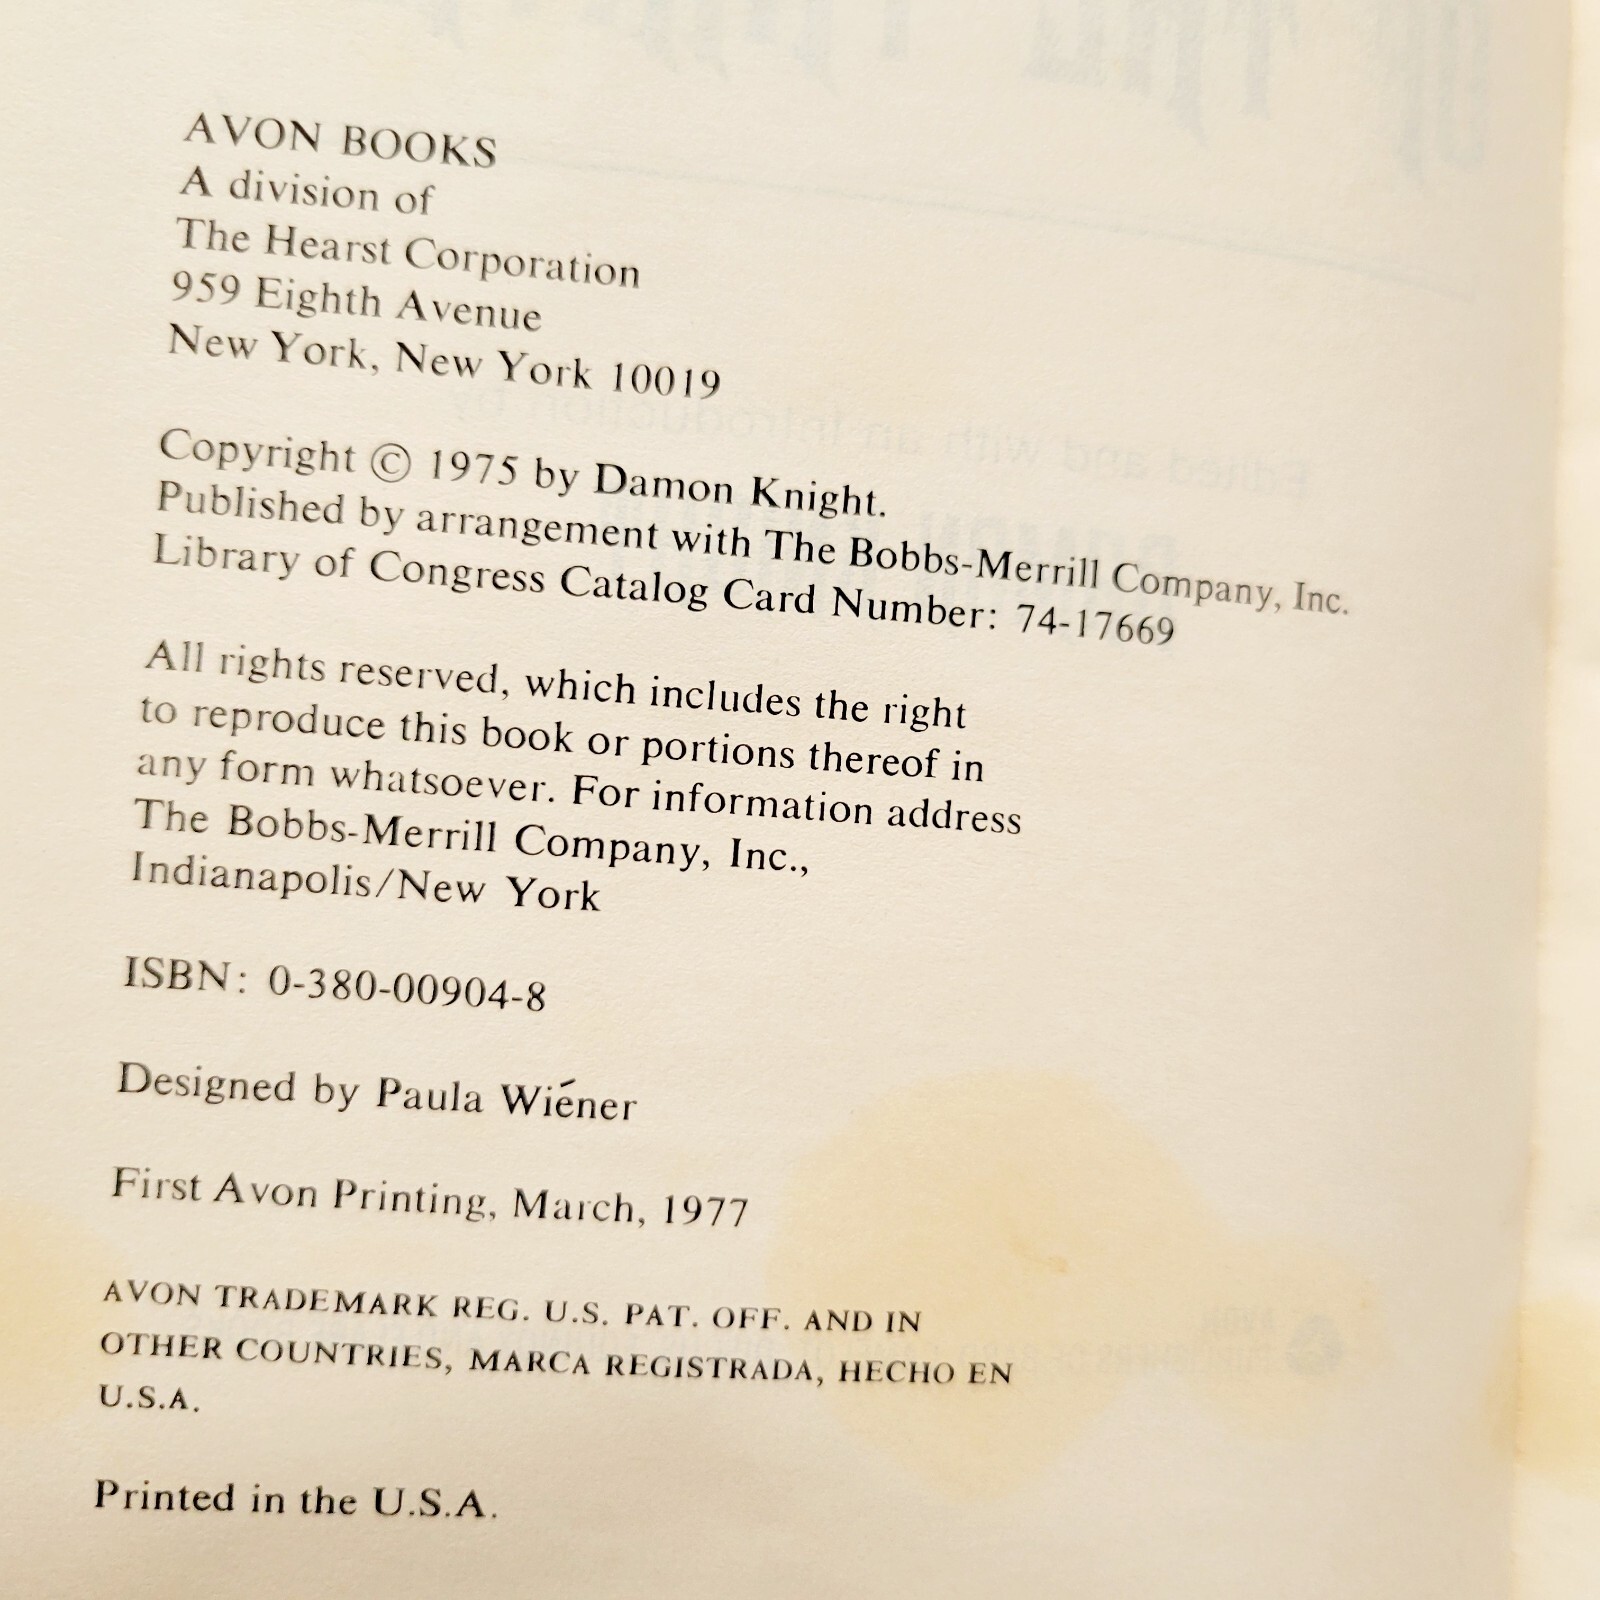 AVON BOOKS
A division of
The Hearst Corporation
959 Eighth Avenue
New York, New York 10019
Copyright © 1975 by Damon Knight.
Published by arrangement with The Bobbs-Merrill Company, Inc.
Library of Congress Catalog Card Number: 74-17669
All rights reserved, which includes the right
to reproduce this book or portions thereof in
any form whatsoever. For information address
The Bobbs-Merrill Company, Inc.,
Indianapolis/New York
ISBN: 0-380-00904-8
Designed by Paula Wiéner
First Avon Printing, March, 1977
AVON TRADEMARK REG. U.S. PAT. OFF. AND IN
OTHER COUNTRIES, MARCA REGISTRADA, HECHO EN
U.S.A.
Printed in the U.S.A.